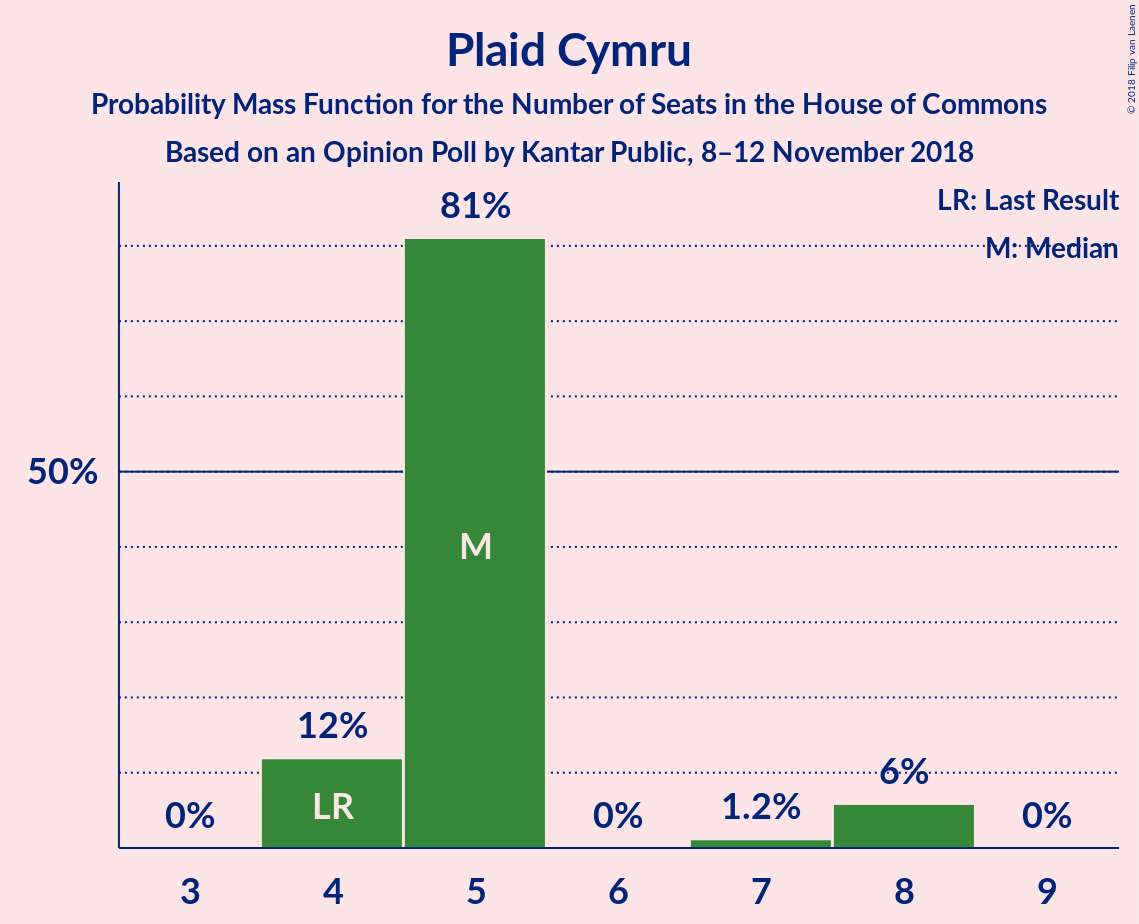 Plaid Cymru
Probability Mass Function for the Number of Seats in the House of Commons
Based on an Opinion Poll by Kantar Public, 8–12 November 2018
© 2018 Filip van Laenen
LR: Last Result
M: Median
50%
0%
12%
81%
0%
1.2%
6%
0%
LR
M
3 4 5 6 7 8 9